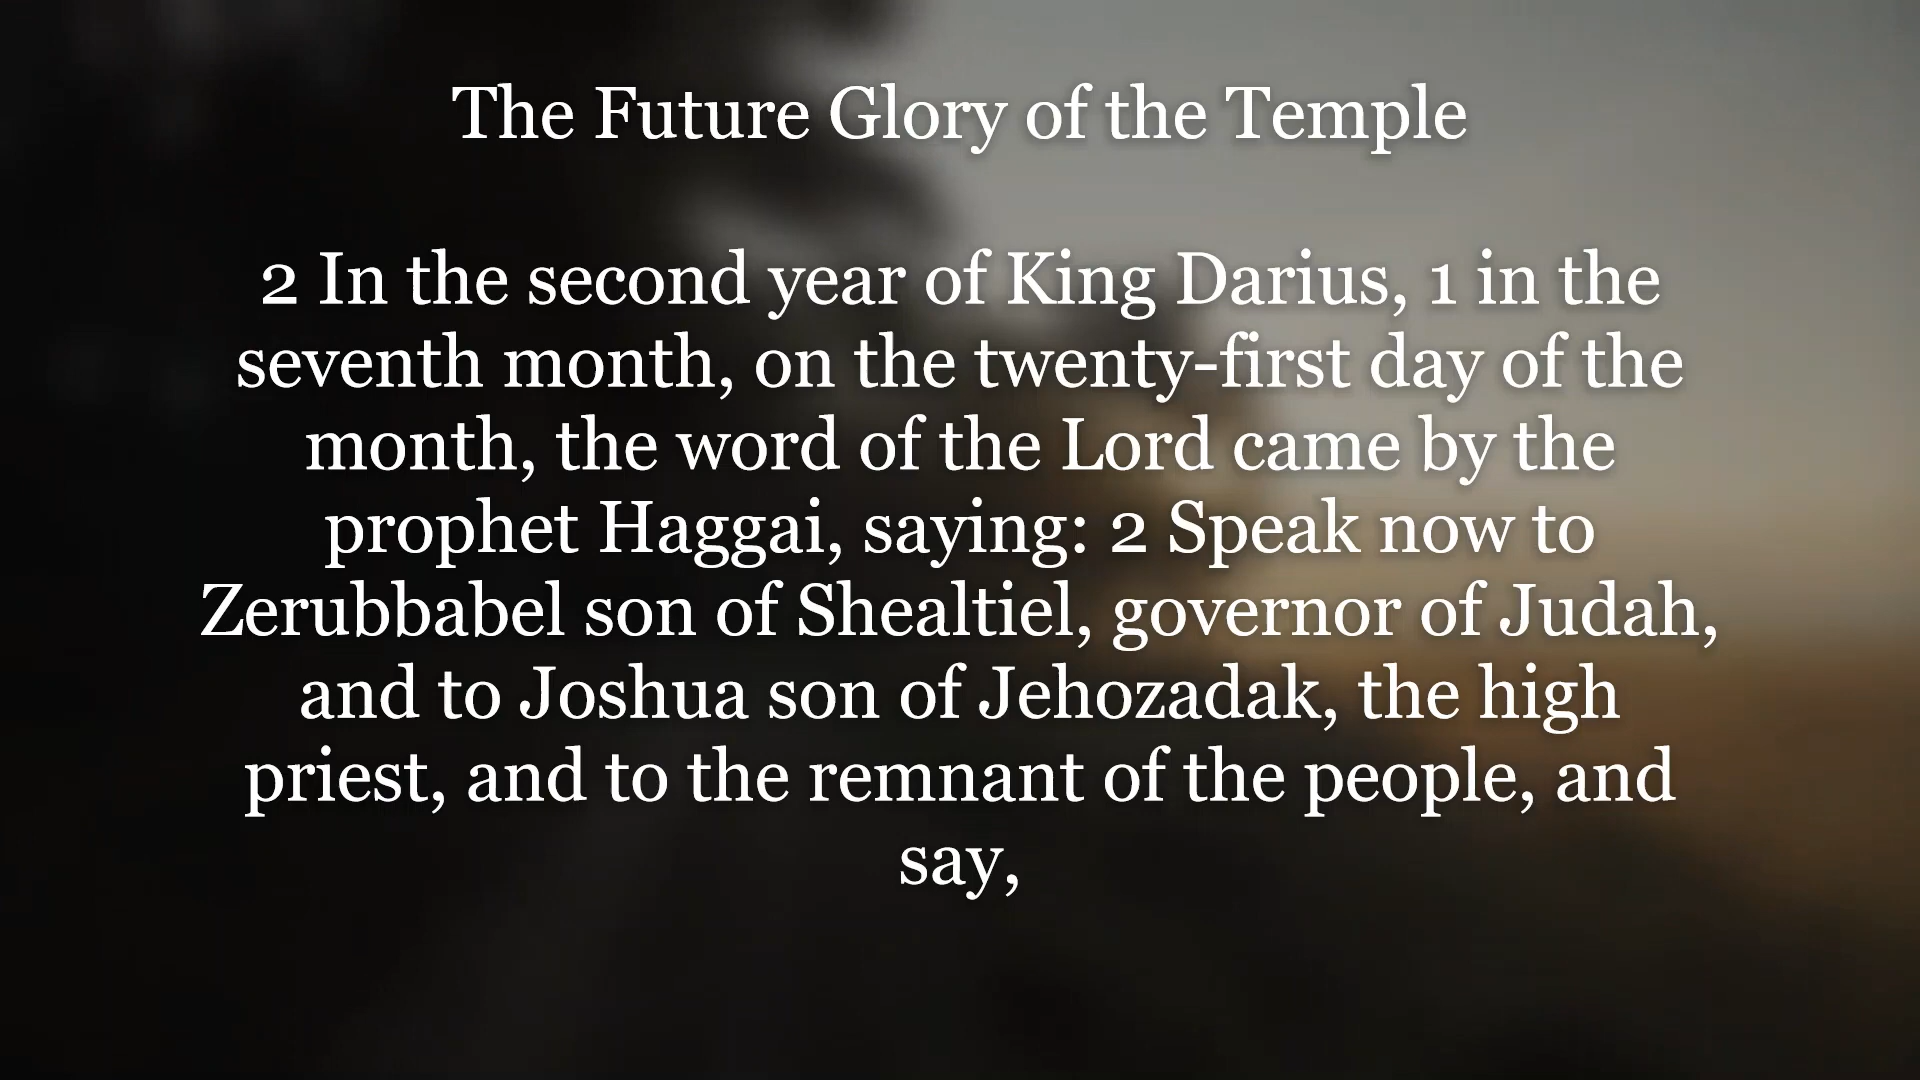 The Future Glory of the Temple
2 In the second year of King Darius, 1 in the
seventh month, on the twenty-first day of the
month, the word of the Lord came by the
prophet Haggai, saying: 2 Speak now to
Zerubbabel son of Shealtiel, governor of Judah,
and to Joshua son of Jehozadak, the high
priest, and to the remnant of the people, and
say,